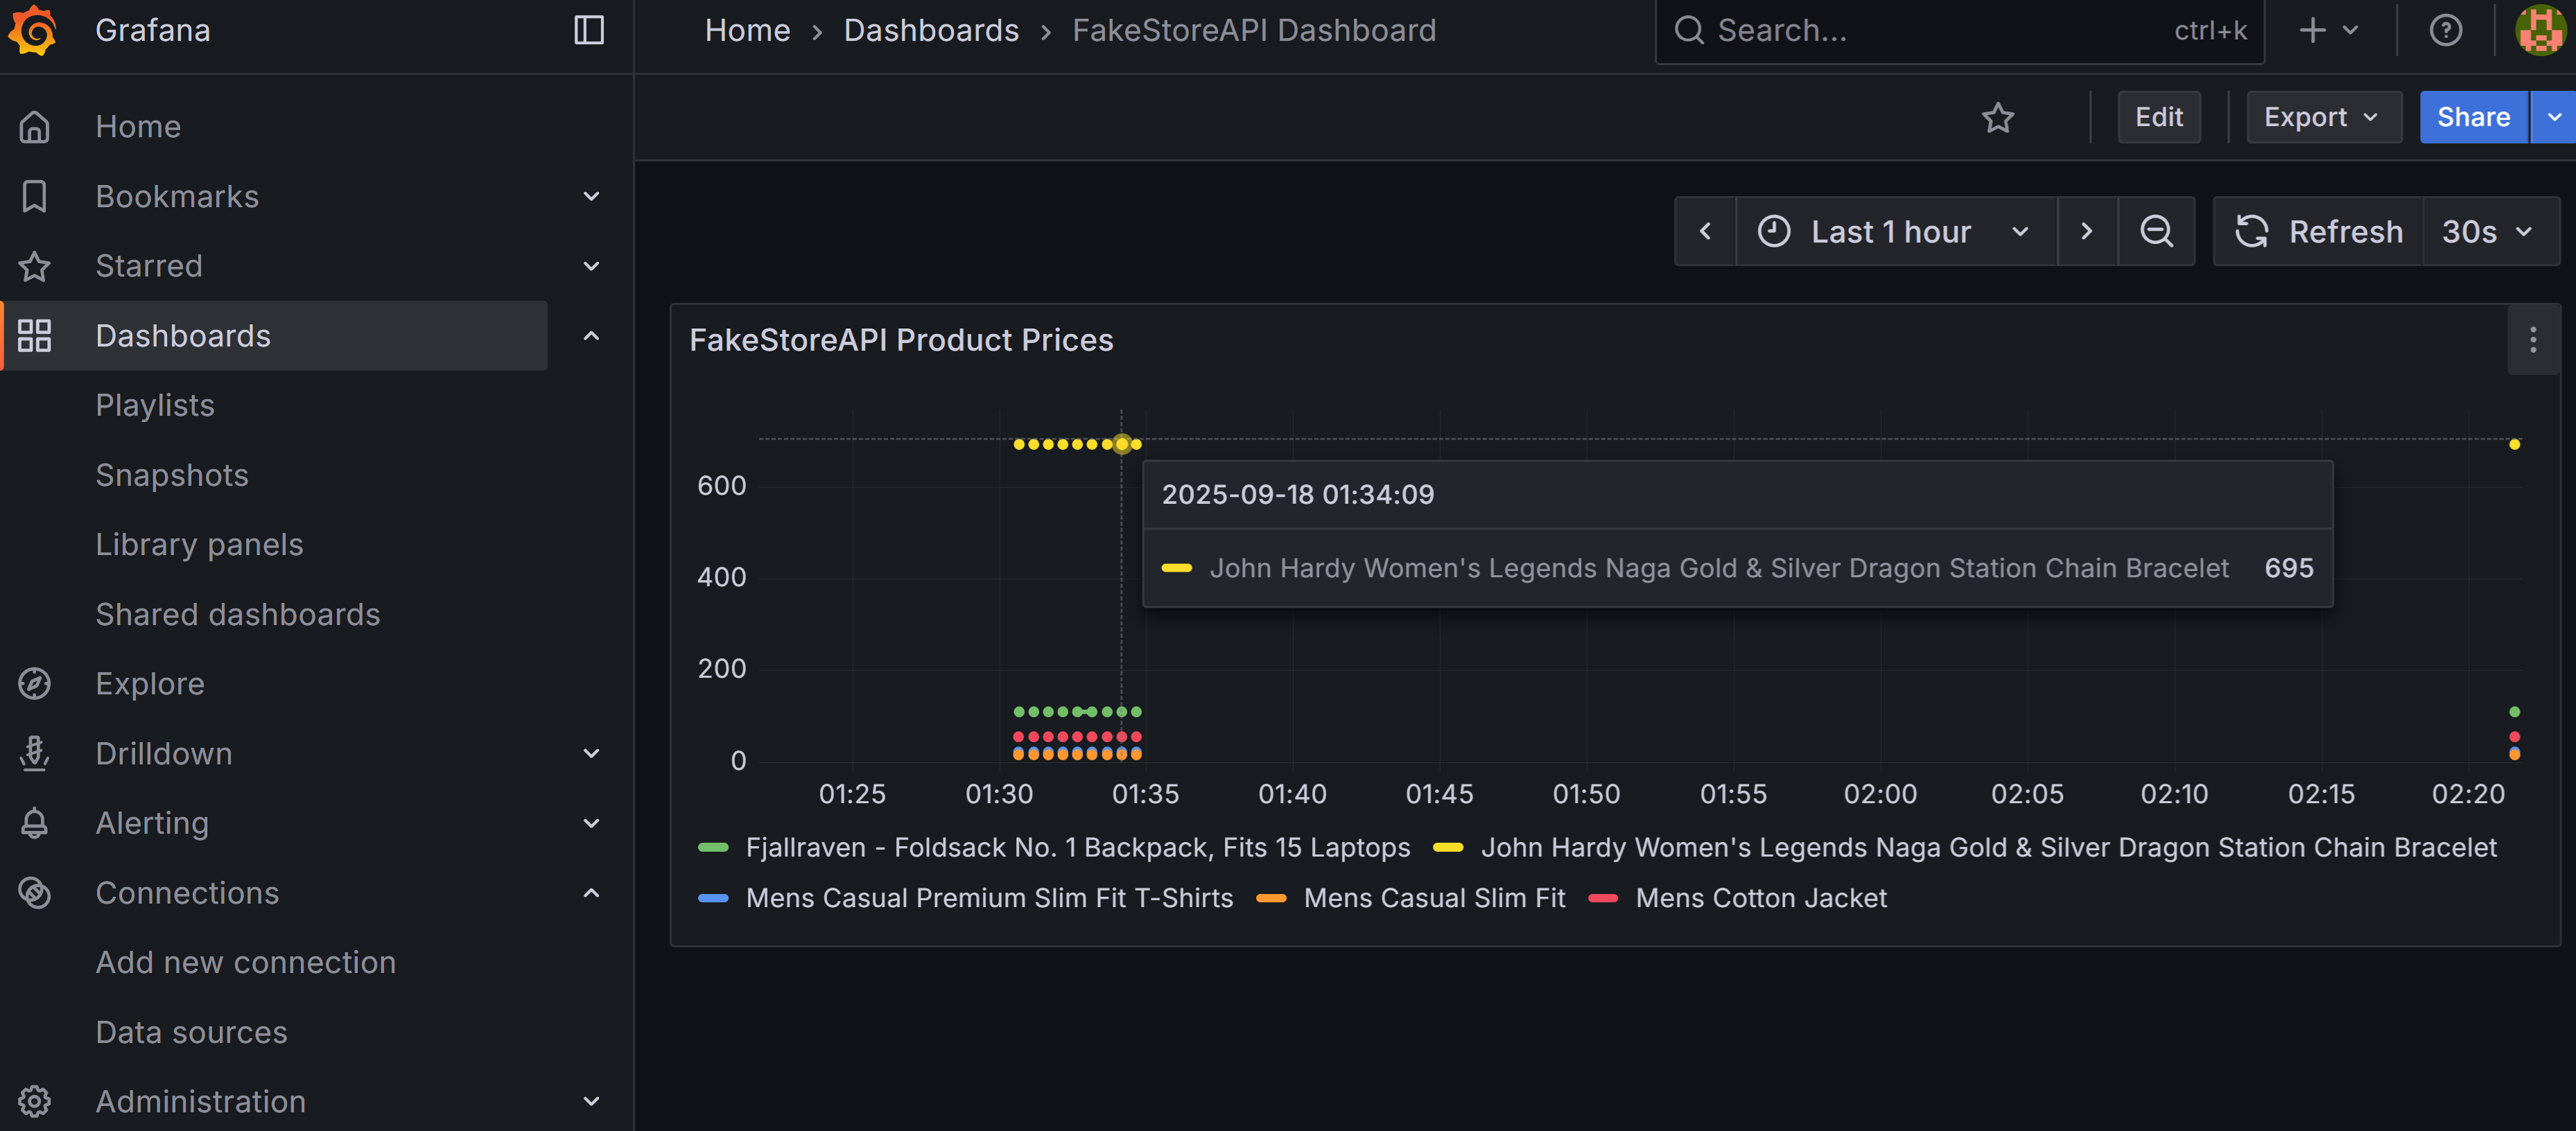 Grafana
Home › Dashboards › FakeStoreAPI Dashboard
Search... ctrl+k
Edit
Export
Share
Home
Bookmarks
Starred
Dashboards
Playlists
Snapshots
Library panels
Shared dashboards
Explore
Drilldown
Alerting
Connections
Add new connection
Data sources
Administration
Last 1 hour
Refresh
30s
FakeStoreAPI Product Prices
600
400
200
0
2025-09-18 01:34:09
John Hardy Women's Legends Naga Gold & Silver Dragon Station Chain Bracelet 695
01:25 01:30 01:35 01:40 01:45 01:50 01:55 02:00 02:05 02:10 02:15 02:20
Fjallraven - Foldsack No. 1 Backpack, Fits 15 Laptops John Hardy Women's Legends Naga Gold & Silver Dragon Station Chain Bracelet
Mens Casual Premium Slim Fit T-Shirts Mens Casual Slim Fit Mens Cotton Jacket